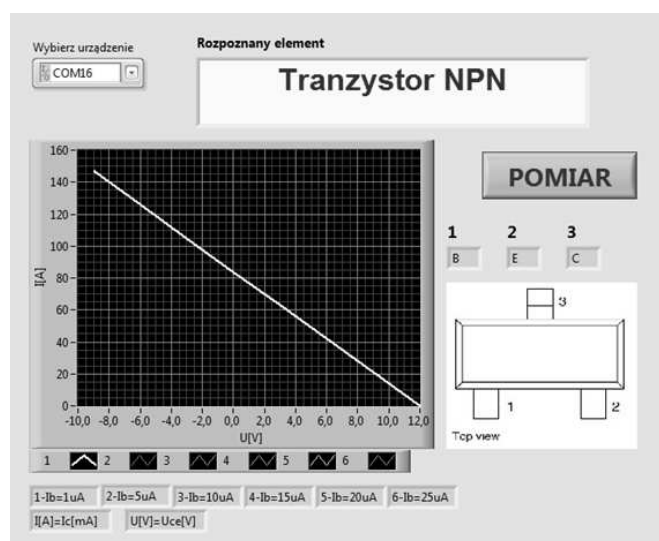 Wybierz urządzenie
COM16
Rozpoznany element
Tranzystor NPN
160
140
120
100
80
60
40
20
0
I[A]
-10,0 -8,0 -6,0 -4,0 -2,0 0,0 2,0 4,0 6,0 8,0 10,0 12,0
U[V]
1 2 3 4 5 6
POMIAR
1 2 3
B E C
3
1 2
Top view
1-Ib=1uA 2-Ib=5uA 3-Ib=10uA 4-Ib=15uA 5-Ib=20uA 6-Ib=25uA
I[A]=Ic[mA] U[V]=Uce[V]